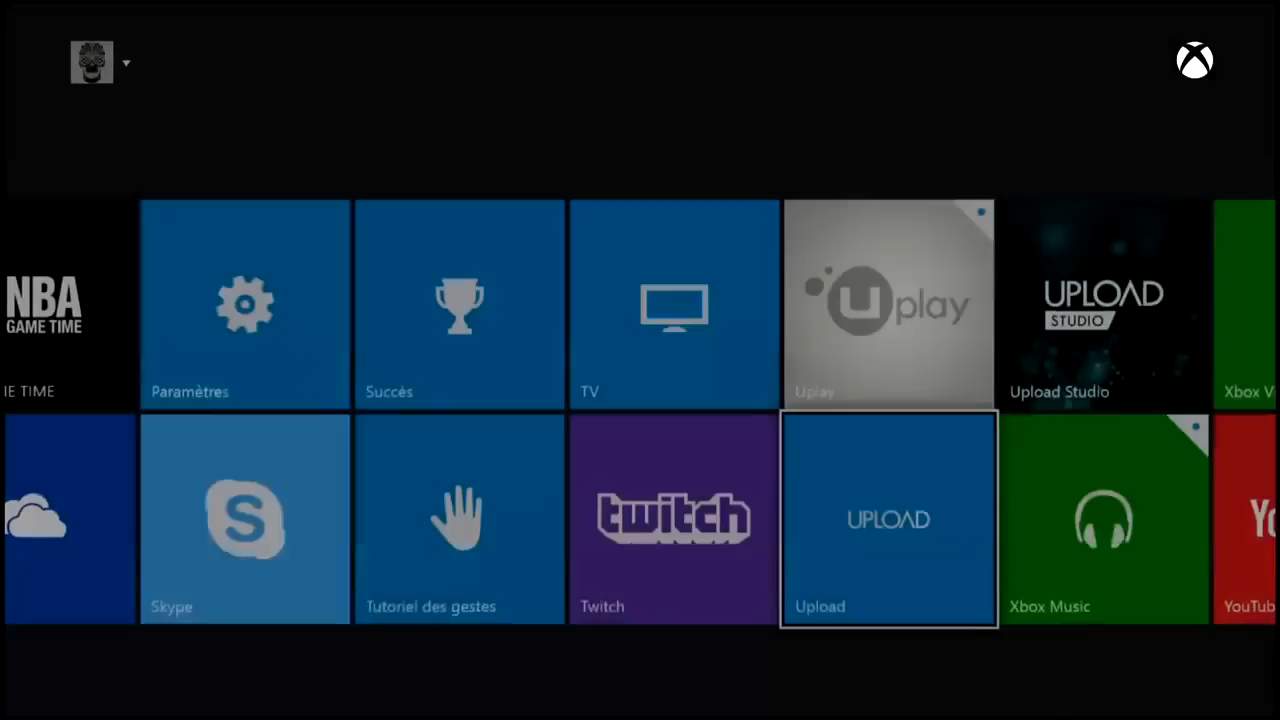 NBA
GAME TIME
IE TIME
Paramètres
Succès
TV
Uplay
Uplay
UPLOAD
STUDIO
Upload Studio
Xbox V
S
Skype
Tutoriel des gestes
twitch
Twitch
UPLOAD
Upload
Xbox Music
Yo
YouTub